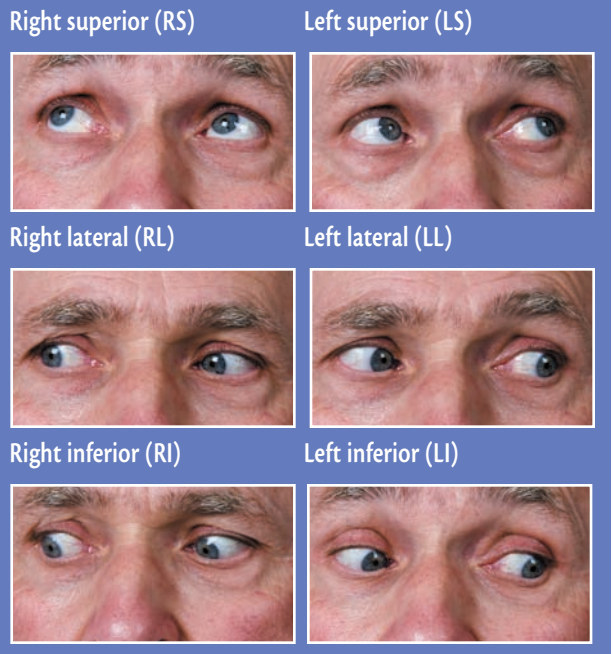 Right superior (RS)
Left superior (LS)
Right lateral (RL)
Left lateral (LL)
Right inferior (RI)
Left inferior (LI)